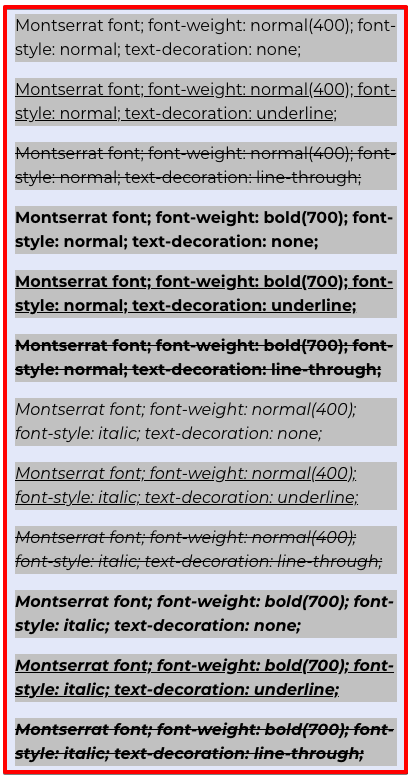 Montserrat font; font-weight: normal(400); font-
style: normal; text-decoration: none;
Montserrat font; font-weight: normal(400); font-
style: normal; text-decoration: underline;
Montserrat font; font-weight: normal(400); font-
style: normal; text-decoration: line-through;
Montserrat font; font-weight: bold(700); font-
style: normal; text-decoration: none;
Montserrat font; font-weight: bold(700); font-
style: normal; text-decoration: underline;
Montserrat font; font-weight: bold(700); font-
style: normal; text-decoration: line-through;
Montserrat font; font-weight: normal(400);
font-style: italic; text-decoration: none;
Montserrat font; font-weight: normal(400);
font-style: italic; text-decoration: underline;
Montserrat font; font-weight: normal(400);
font-style: italic; text-decoration: line-through;
Montserrat font; font-weight: bold(700); font-
style: italic; text-decoration: none;
Montserrat font; font-weight: bold(700); font-
style: italic; text-decoration: underline;
Montserrat font; font-weight: bold(700); font-
style: italic; text-decoration: line-through;